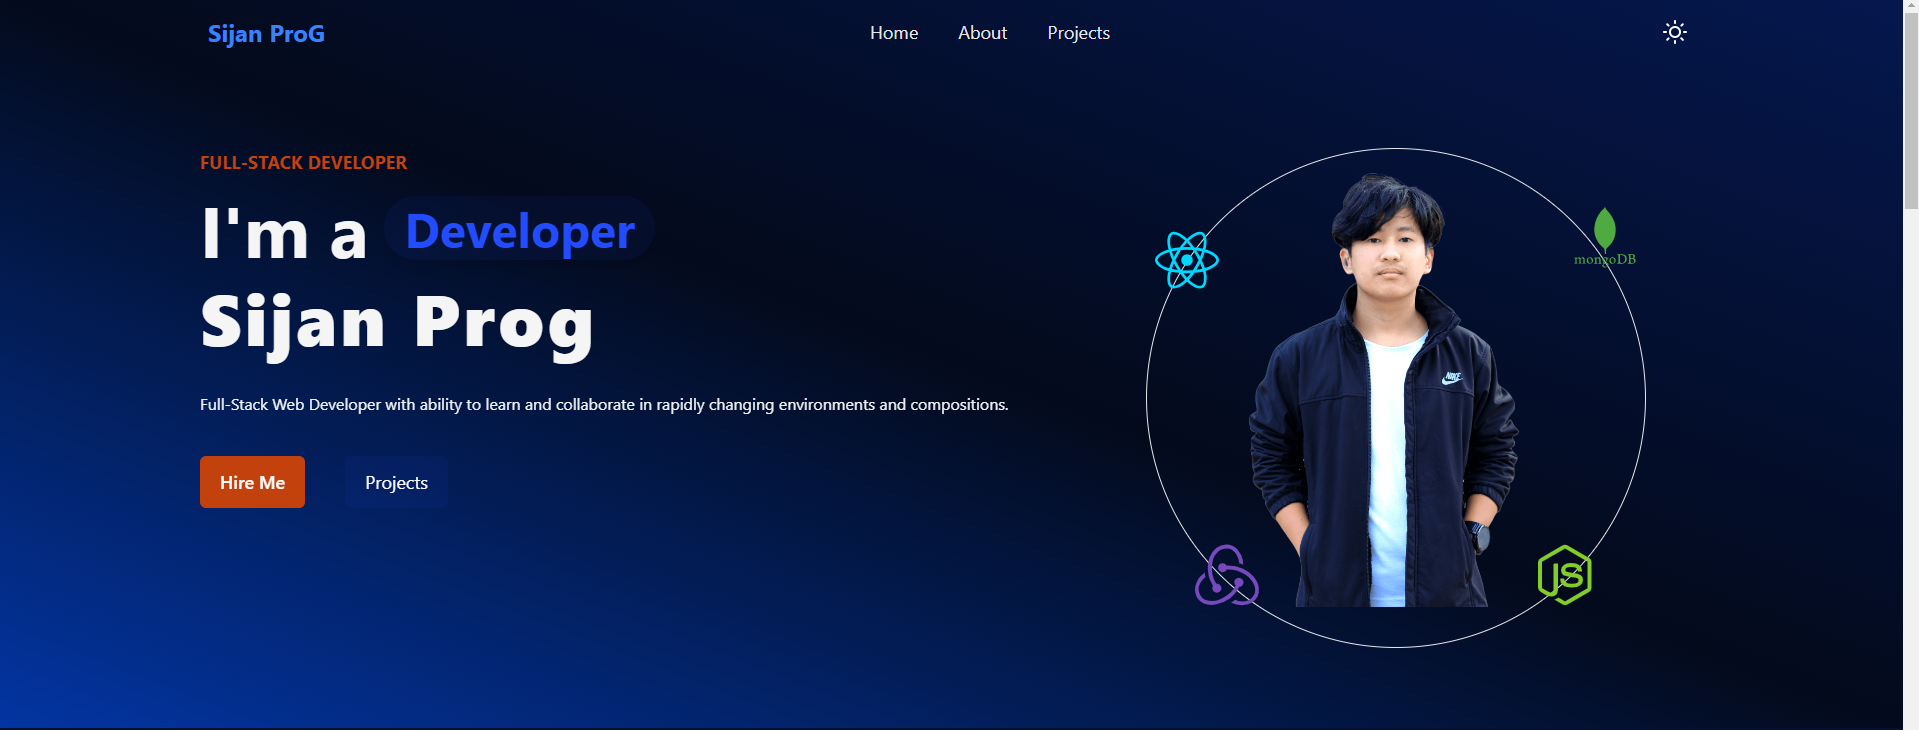 Sijan ProG
Home About Projects
FULL-STACK DEVELOPER
I'm a Developer
Sijan Prog
Full-Stack Web Developer with ability to learn and collaborate in rapidly changing environments and compositions.
Hire Me Projects
mongoDB
NIKE
JS